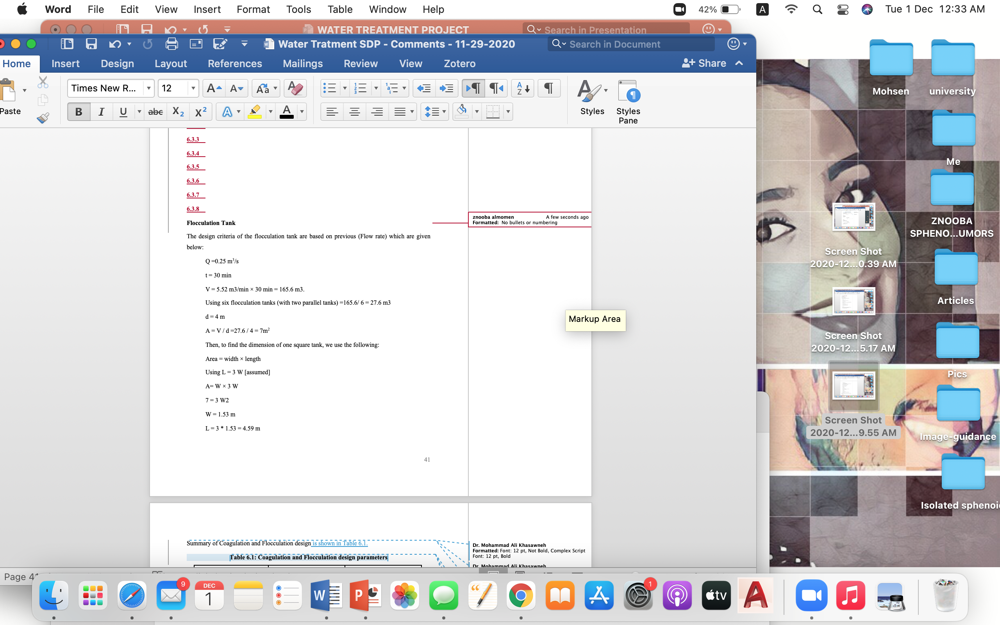 Word File Edit View Insert Format Tools Table Window Help
42% A Tue 1 Dec 12:33 AM
WATER TREATMENT PROJECT
Search in Presentation
Water Tratment SDP - Comments - 11-29-2020
Search in Document
Home Insert Design Layout References Mailings Review View Zotero
Share
Paste
Times New R...
12
Styles
Styles
Pane
6.3.3
6.3.4
6.3.5
6.3.6
6.3.7
6.3.8
Flocculation Tank
znooba almomen A few seconds ago
Formatted: No bullets or numbering
The design criteria of the flocculation tank are based on previous (Flow rate) which are given
below:
Q =0.25 m³/s
t = 30 min
V = 5.52 m3/min × 30 min = 165.6 m3.
Using six flocculation tanks (with two parallel tanks) =165.6/ 6 = 27.6 m3
d = 4 m
A = V / d =27.6 / 4 = 7m²
Then, to find the dimension of one square tank, we use the following:
Area = width × length
Using L = 3 W [assumed]
A= W × 3 W
7 = 3 W2
W = 1.53 m
L = 3 * 1.53 = 4.59 m
41
Markup Area
Summary of Coagulation and Flocculation design is shown in Table 6.1.
Table 6.1: Coagulation and Flocculation design parameters
Dr. Mohammad Ali Khasawneh
Formatted: Font: 12 pt, Not Bold, Complex Script
Font: 12 pt, Bold
Dr. Mohammad Ali Khasawneh
Page 41
Mohsen
university
Me
ZNOOBA
SPHENO...UMORS
Screen Shot
2020-12...0.39 AM
Articles
Screen Shot
2020-12...5.17 AM
Pics
Screen Shot
2020-12...9.55 AM
Image-guidance
Isolated sphenoi
9
DEC
1
W
P
1
tv